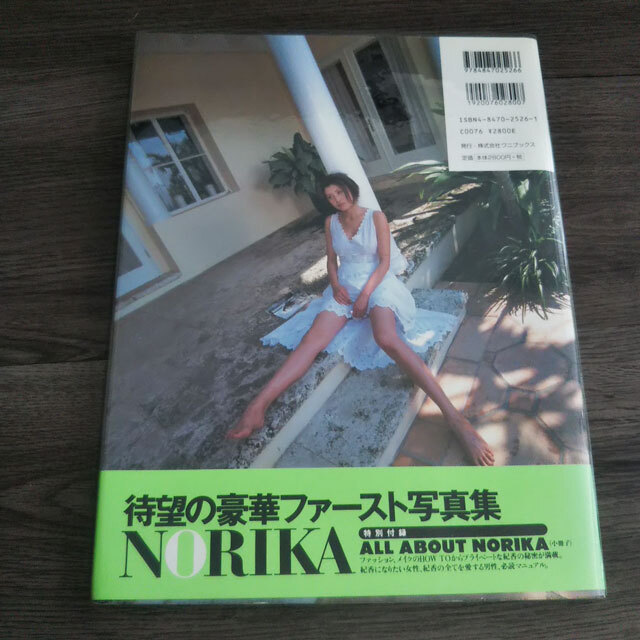 9784847025266
1920076028007
ISBN4-8470-2526-1
C0076 ¥2800E
発行・株式会社ワニブックス
定価 本体2800円+税
待望の豪華ファースト写真集
NORIKA
特別付録
ALL ABOUT NORIKA(小冊子)
ファッション、メイクのHOW TOからプライベートな紀香の秘密が満載。
紀香になりたい女性、紀香の全てを愛する男性、必読マニュアル。